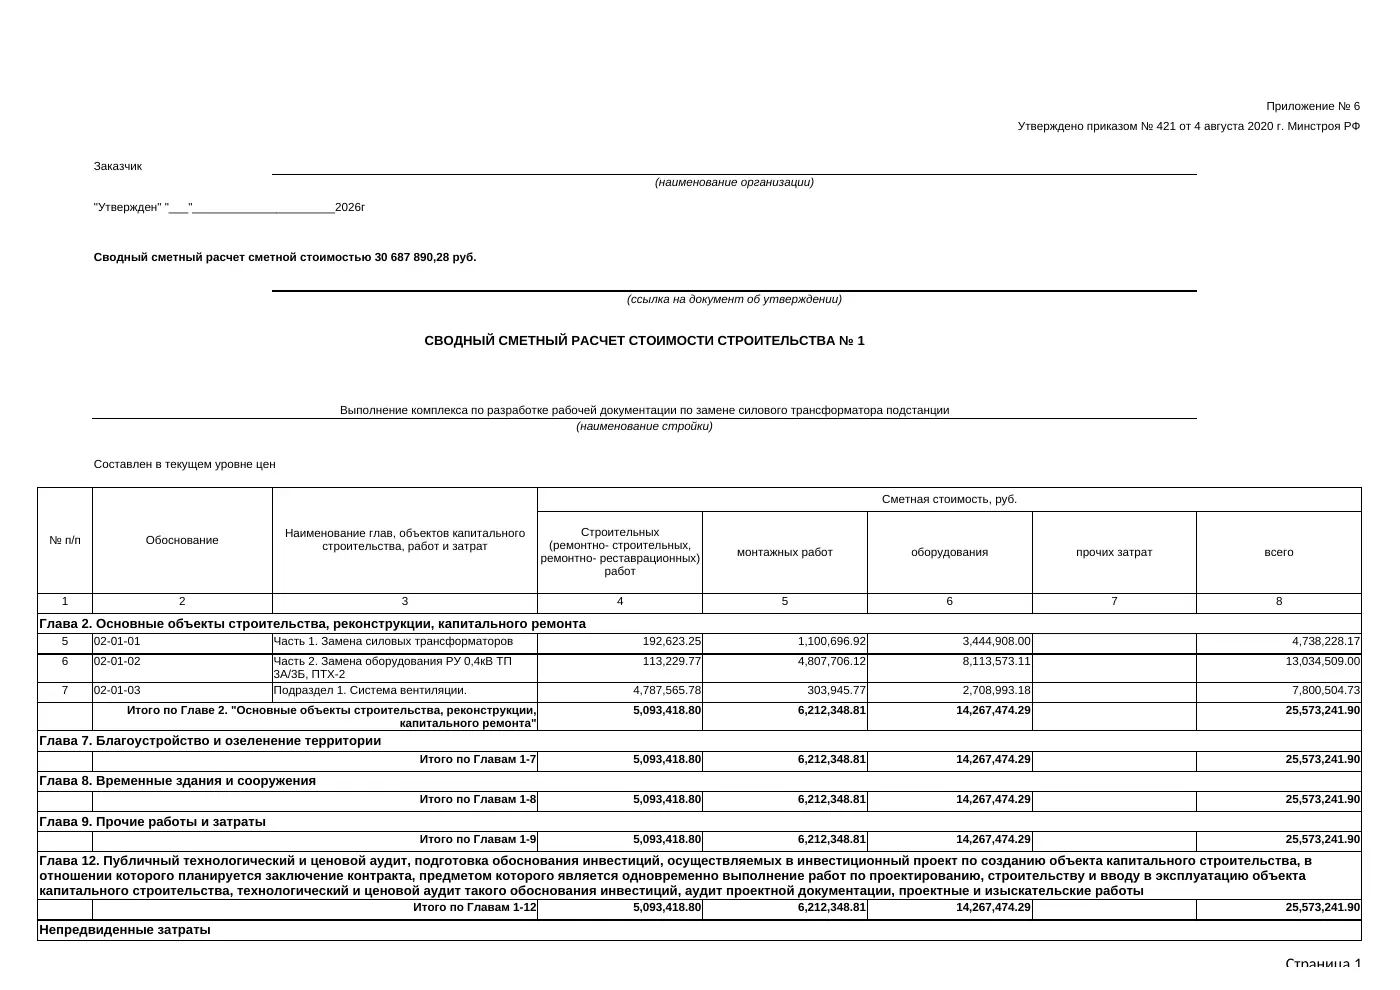 Приложение № 6
Утверждено приказом № 421 от 4 августа 2020 г. Минстроя РФ
Заказчик
(наименование организации)
"Утвержден" "___"______________________2026г
Сводный сметный расчет сметной стоимостью 30 687 890,28 руб.
(ссылка на документ об утверждении)
СВОДНЫЙ СМЕТНЫЙ РАСЧЕТ СТОИМОСТИ СТРОИТЕЛЬСТВА № 1
Выполнение комплекса по разработке рабочей документации по замене силового трансформатора подстанции
(наименование стройки)
Составлен в текущем уровне цен
№ п/п
Обоснование
Наименование глав, объектов капитального
строительства, работ и затрат
Сметная стоимость, руб.
Строительных
(ремонтно- строительных,
ремонтно- реставрационных)
работ
монтажных работ
оборудования
прочих затрат
всего
1 2 3 4 5 6 7 8
Глава 2. Основные объекты строительства, реконструкции, капитального ремонта
5 02-01-01 Часть 1. Замена силовых трансформаторов 192,623.25 1,100,696.92 3,444,908.00 4,738,228.17
6 02-01-02 Часть 2. Замена оборудования РУ 0,4кВ ТП 113,229.77 4,807,706.12 8,113,573.11 13,034,509.00
3А/3Б, ПТХ-2
7 02-01-03 Подраздел 1. Система вентиляции. 4,787,565.78 303,945.77 2,708,993.18 7,800,504.73
Итого по Главе 2. "Основные объекты строительства, реконструкции, 5,093,418.80 6,212,348.81 14,267,474.29 25,573,241.90
капитального ремонта"
Глава 7. Благоустройство и озеленение территории
Итого по Главам 1-7 5,093,418.80 6,212,348.81 14,267,474.29 25,573,241.90
Глава 8. Временные здания и сооружения
Итого по Главам 1-8 5,093,418.80 6,212,348.81 14,267,474.29 25,573,241.90
Глава 9. Прочие работы и затраты
Итого по Главам 1-9 5,093,418.80 6,212,348.81 14,267,474.29 25,573,241.90
Глава 12. Публичный технологический и ценовой аудит, подготовка обоснования инвестиций, осуществляемых в инвестиционный проект по созданию объекта капитального строительства, в
отношении которого планируется заключение контракта, предметом которого является одновременно выполнение работ по проектированию, строительству и вводу в эксплуатацию объекта
капитального строительства, технологический и ценовой аудит такого обоснования инвестиций, аудит проектной документации, проектные и изыскательские работы
Итого по Главам 1-12 5,093,418.80 6,212,348.81 14,267,474.29 25,573,241.90
Непредвиденные затраты
Страница 1